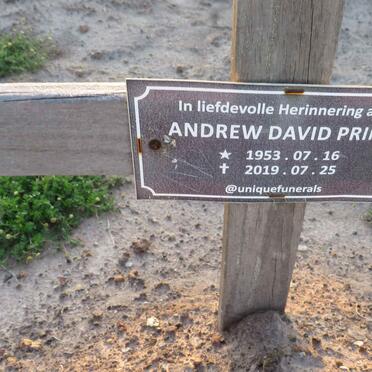 In liefdevolle Herinnering a
ANDREW DAVID PRI
★ 1953.07.16
✝ 2019.07.25
@uniquefunerals